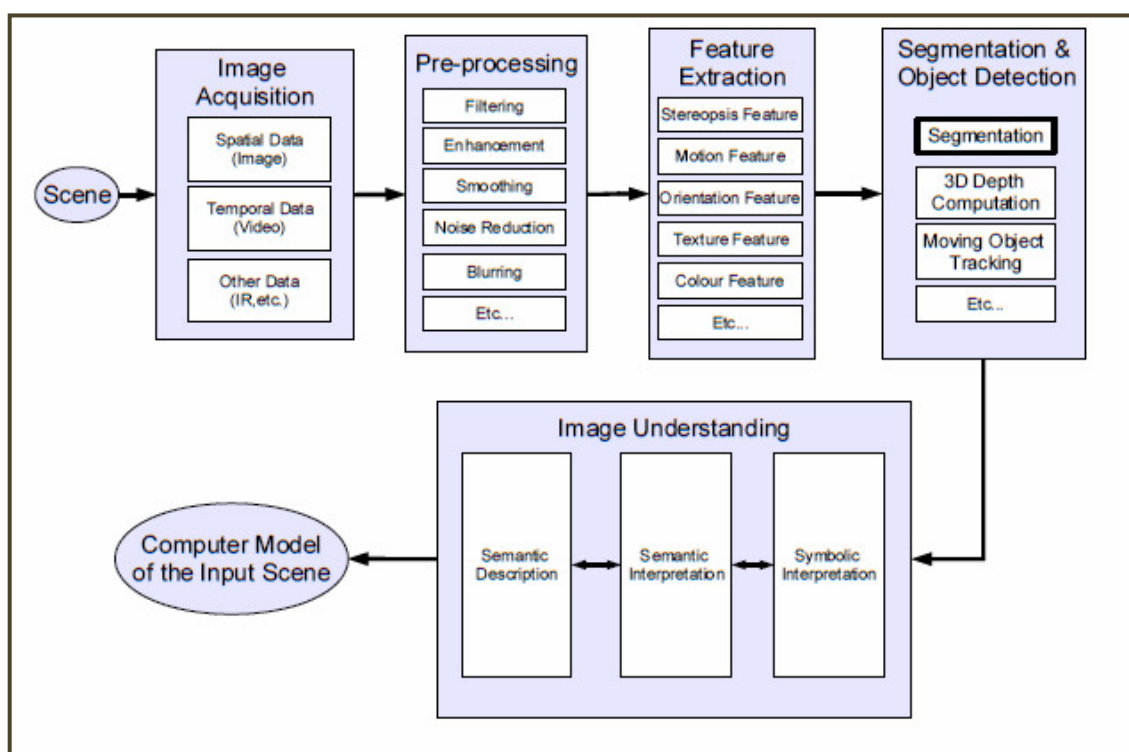 Scene
Image
Acquisition
Spatial Data
(Image)
Temporal Data
(Video)
Other Data
(IR,etc.)
Pre-processing
Filtering
Enhancement
Smoothing
Noise Reduction
Blurring
Etc...
Feature
Extraction
Stereopsis Feature
Motion Feature
Orientation Feature
Texture Feature
Colour Feature
Etc...
Segmentation &
Object Detection
Segmentation
3D Depth
Computation
Moving Object
Tracking
Etc...
Image Understanding
Semantic
Description
Semantic
Interpretation
Symbolic
Interpretation
Computer Model
of the Input Scene